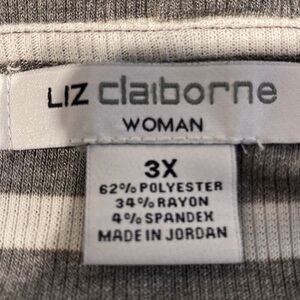 LIZ claiborne
WOMAN
3X
62% POLYESTER
34% RAYON
4% SPANDEX
MADE IN JORDAN